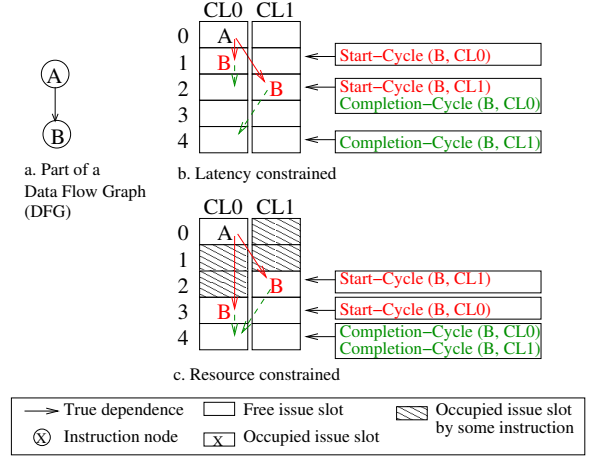 A
B
a. Part of a
Data Flow Graph
(DFG)
CL0 CL1
0 A
1 B
2 B
3
4
Start−Cycle (B, CL0)
Start−Cycle (B, CL1)
Completion−Cycle (B, CL0)
Completion−Cycle (B, CL1)
b. Latency constrained
CL0 CL1
0 A
1
2 B
3 B
4
Start−Cycle (B, CL1)
Start−Cycle (B, CL0)
Completion−Cycle (B, CL0)
Completion−Cycle (B, CL1)
c. Resource constrained
True dependence
Free issue slot
Occupied issue slot
by some instruction
X Instruction node
X Occupied issue slot